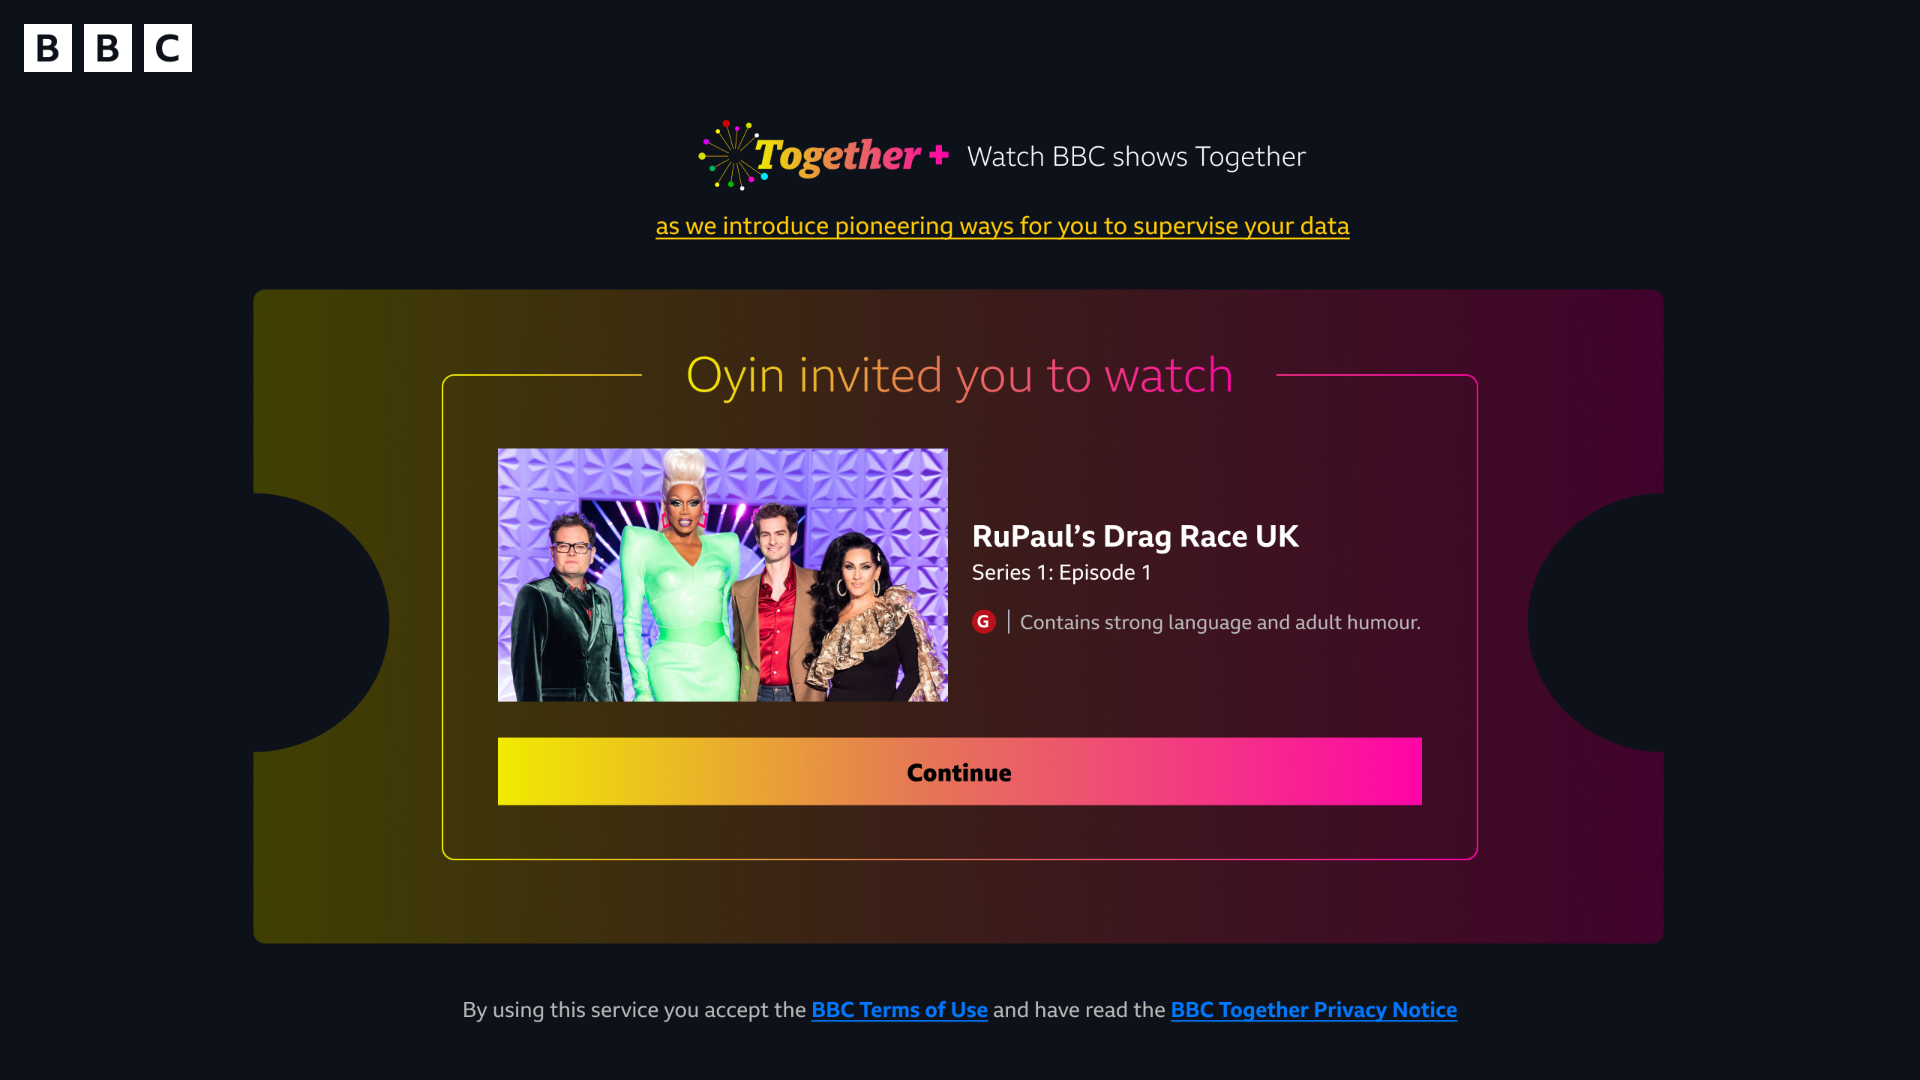 BBC
Together + Watch BBC shows Together
as we introduce pioneering ways for you to supervise your data
Oyin invited you to watch
RuPaul’s Drag Race UK
Series 1: Episode 1
G | Contains strong language and adult humour.
Continue
By using this service you accept the BBC Terms of Use and have read the BBC Together Privacy Notice